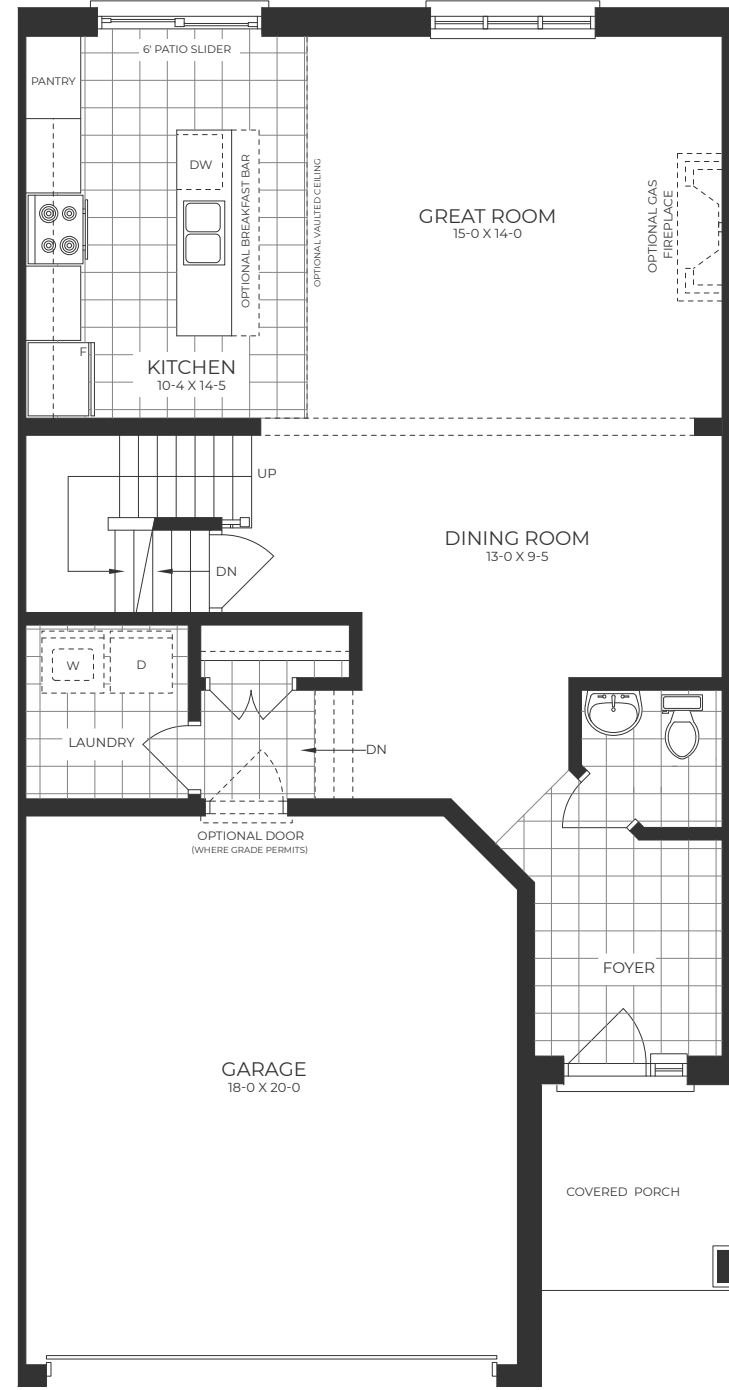 6' PATIO SLIDER
PANTRY
DW
OPTIONAL BREAKFAST BAR
OPTIONAL VAULTED CEILING
GREAT ROOM
15-0 X 14-0
OPTIONAL GAS
FIREPLACE
F
KITCHEN
10-4 X 14-5
UP
DINING ROOM
13-0 X 9-5
DN
W
D
LAUNDRY
DN
OPTIONAL DOOR
(WHERE GRADE PERMITS)
FOYER
GARAGE
18-0 X 20-0
COVERED PORCH